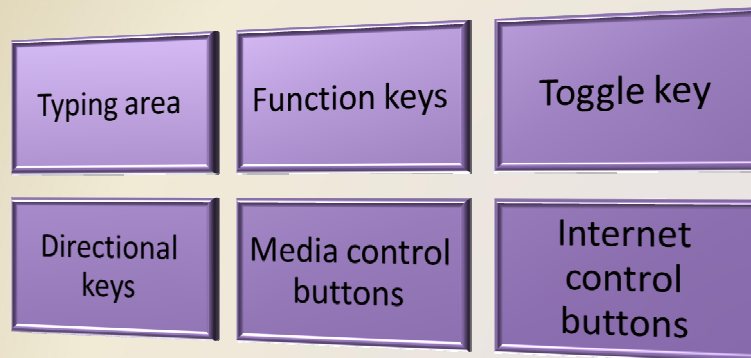 Typing area
Function keys
Toggle key
Directional
keys
Media control
buttons
Internet
control
buttons